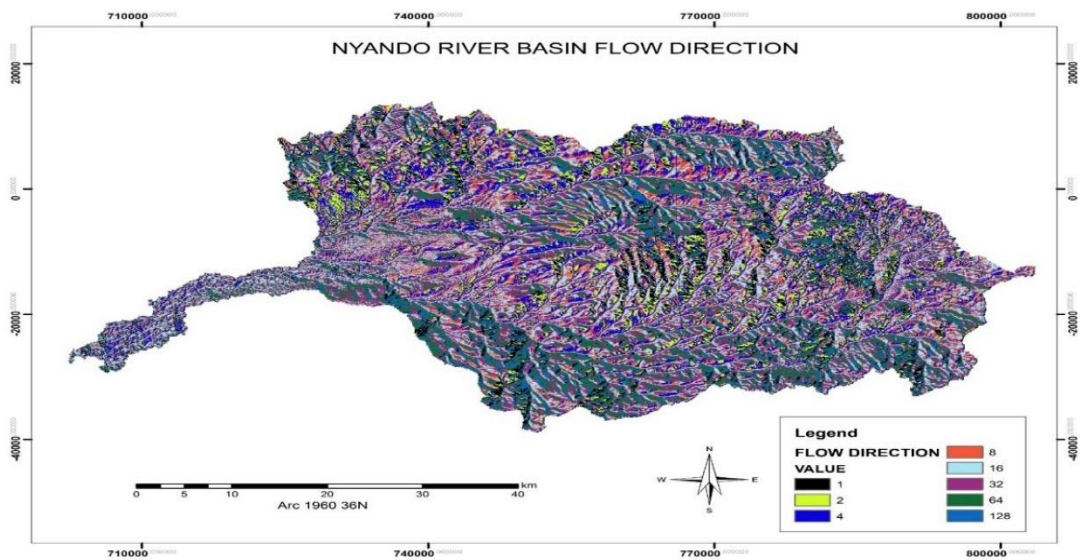 710000 740000 770000 800000
NYANDO RIVER BASIN FLOW DIRECTION
20000 20000
0
-20000 -20000
-40000 40000
Legend
FLOW DIRECTION
VALUE
1
2
4
8
16
32
64
128
N
W E
S
0 5 10 20 30 40 km
Arc 1960 36N
710000 740000 770000 800000